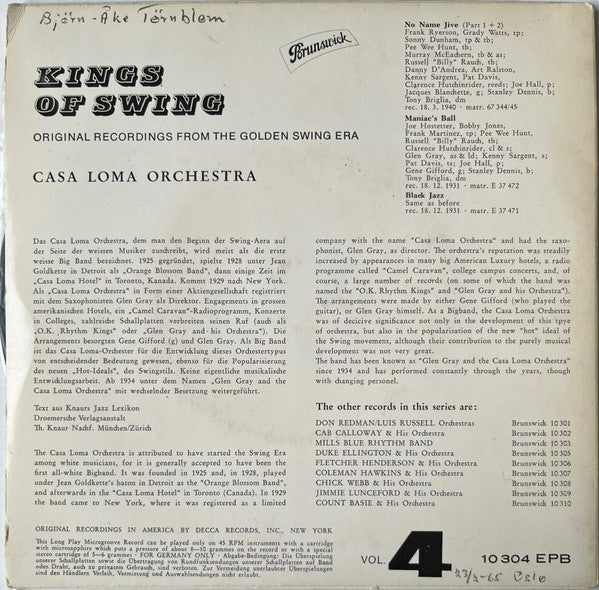 Björn-Åke Törnblom
Brunswick
KINGS
OF SWING
ORIGINAL RECORDINGS FROM THE GOLDEN SWING ERA
CASA LOMA ORCHESTRA
No Name Jive (Part 1 + 2)
Frank Ryerson, Grady Watts, tp;
Sonny Dunham, tp & tb;
Pee Wee Hunt, tb;
Murray McEachern, tb & as;
Russell "Billy" Rauch, tb;
Danny D'Andrea, Art Ralston,
Kenny Sargent, Pat Davis,
Clarence Hutchinrider, reeds; Joe Hall, p;
Jacques Blanchette, g; Stanley Dennis, b;
Tony Briglia, dm
rec. 18. 3. 1940 · matr. 67 344/45
Maniac's Ball
Joe Hostetter, Bobby Jones,
Frank Martinez, tp; Pee Wee Hunt,
Russell "Billy" Rauch, tb;
Clarence Hutchinrider, cl & s;
Glen Gray, as & ld; Kenny Sargent, s;
Pat Davis, ts; Joe Hall, p;
Gene Gifford, g; Stanley Dennis, b;
Tony Briglia, dm
rec. 18. 12. 1931 · matr. E 37 472
Black Jazz
Same as before
rec. 18. 12. 1931 · matr. E 37 471
Das Casa Loma Orchestra, dem man den Beginn der Swing-Aera auf
der Seite der weissen Musiker zuschreibt, wird meist als die erste
weisse Big Band bezeichnet. 1925 gegründet, spielte 1928 unter Jean
Goldkette in Detroit als „Orange Blossom Band", dann einige Zeit im
„Casa Loma Hotel" in Toronto, Kanada. Kommt 1929 nach New York.
Als „Casa Loma Orchestra" in Form einer Aktiengesellschaft registriert
mit dem Saxophonisten Glen Gray als Direktor. Engagements in grossen
amerikanischen Hotels, ein „Camel Caravan"-Radioprogramm, Konzerte
in Colleges, zahlreiche Schallplatten verbreiten seinen Ruf (auch als
„O.K. Rhythm Kings" oder „Glen Gray and his Orchestra"). Die
Arrangements besorgten Gene Gifford (g) und Glen Gray. Als Big Band
ist das Casa Loma-Orchester für die Entwicklung dieses Orchestertypus
von entscheidender Bedeutung gewesen, ebenso für die Popularisierung
des neuen „Hot-Ideals", des Swingstils. Keine eigentliche musikalische
Entwicklungsarbeit. Ab 1934 unter dem Namen „Glen Gray and the
Casa Loma Orchestra" mit wechselnder Besetzung weitergeführt.
Text aus Knaurs Jazz Lexikon
Droemersche Verlagsanstalt
Th. Knaur Nachf. München/Zürich
The Casa Loma Orchestra is attributed to have started the Swing Era
among white musicians, for it is generally accepted to have been the
first all-white Bigband. It was founded in 1925 and, in 1928, played
under Jean Goldkette's baton in Detroit as the "Orange Blossom Band",
and afterwards in the "Casa Loma Hotel" in Toronto (Canada). In 1929
the band came to New York, where it was registered as a limited
company with the name "Casa Loma Orchestra" and had the saxo-
phonist, Glen Gray, as director. The orchestra's reputation was steadily
increased by appearances in many big American Luxury hotels, a radio
programme called "Camel Caravan", college campus concerts, and, of
course, a large number of records (on some of which the band was
named the "O.K. Rhythm Kings" and "Glen Gray and his Orchestra").
The arrangements were made by either Gene Gifford (who played the
guitar), or Glen Gray himself. As a Bigband, the Casa Loma Orchestra
was of decicive significance not only in the development of this tpye
of orchestra, but also in the popularisation of the new "hot" ideal of
the Swing movement, although their contribution to the purely musical
development was not very great.
The band has been known as "Glen Gray and the Casa Loma Orchestra"
since 1934 and has performed constantly through the years, though
with changing personel.
The other records in this series are:
DON REDMAN/LUIS RUSSELL Orchestras Brunswick 10 301
CAB CALLOWAY & His Orchestra Brunswick 10 302
MILLS BLUE RHYTHM BAND Brunswick 10 303
DUKE ELLINGTON & His Orchestra Brunswick 10 305
FLETCHER HENDERSON & His Orchestra Brunswick 10 306
COLEMAN HAWKINS & His Orchestra Brunswick 10 307
CHICK WEBB & His Orchestra Brunswick 10 308
JIMMIE LUNCEFORD & His Orchestra Brunswick 10 309
COUNT BASIE & His Orchestra Brunswick 10 310
ORIGINAL RECORDINGS IN AMERICA BY DECCA RECORDS, INC., NEW YORK
This Long Play Microgroove Record can be played only on 45 RPM instruments with a cartridge
with microsapphire which puts a pressure of about 8—10 grammes on the record or with a special
stereo cartridge of 5—6 grammes · FOR GERMANY ONLY · Abgabe-Bedingung: Die Überspielung
unserer Schallplatten sowie die Übertragung von Rundfunksendungen unserer Schallplatten auf Band
oder Draht, auch zu privatem Gebrauch, sind verboten. Zur Vermeidung unerlaubter Überspielungen
sind den Händlern Verleih, Vermietung und Auswahlsendungen nicht erlaubt.
VOL. 4 10 304 EPB
23/2-65 Oslo